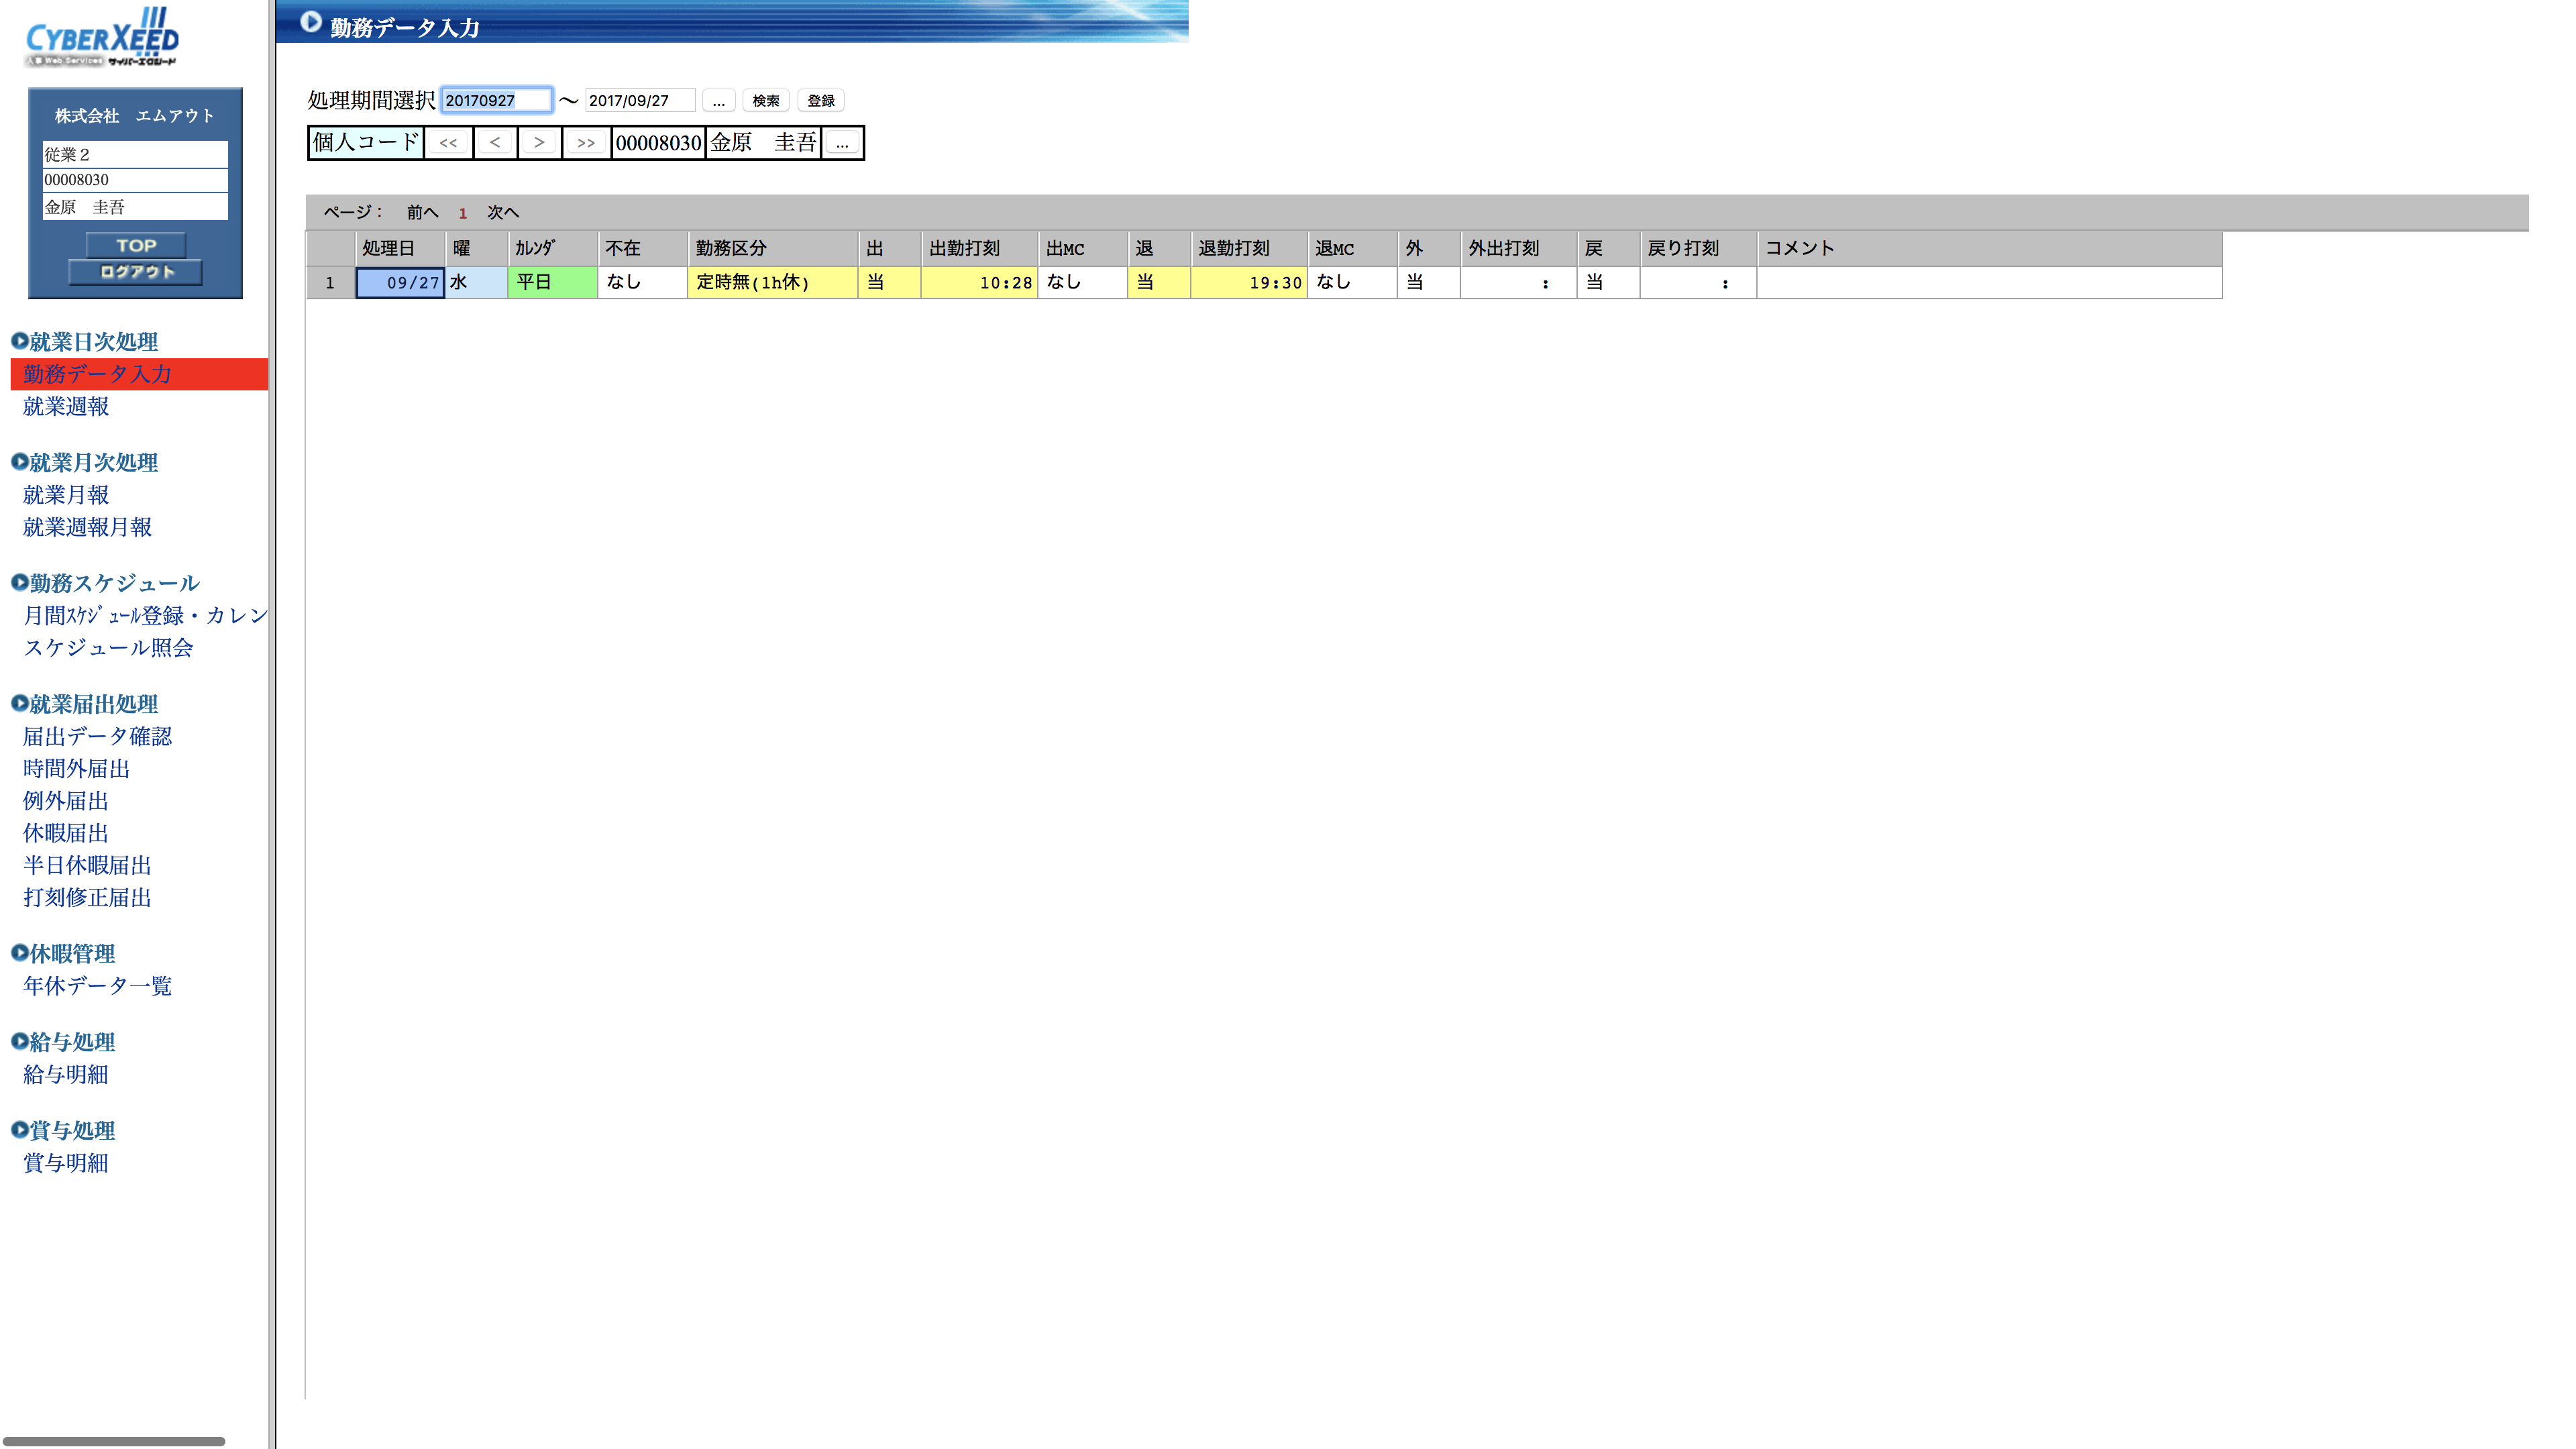 CYBERXEED
人事 Web Services サイバーエクシード
株式会社　エムアウト
従業２
00008030
金原　圭吾
TOP
ログアウト
就業日次処理
勤務データ入力
就業週報
就業月次処理
就業月報
就業週報月報
勤務スケジュール
月間ｽｹｼﾞｭｰﾙ登録・カレン
スケジュール照会
就業届出処理
届出データ確認
時間外届出
例外届出
休暇届出
半日休暇届出
打刻修正届出
休暇管理
年休データ一覧
給与処理
給与明細
賞与処理
賞与明細
勤務データ入力
処理期間選択 20170927 ～ 2017/09/27 ... 検索 登録
個人コード << < > >> 00008030 金原　圭吾 ...
ページ： 前へ 1 次へ
処理日 曜 ｶﾚﾝﾀﾞ 不在 勤務区分 出 出勤打刻 出MC 退 退勤打刻 退MC 外 外出打刻 戻 戻り打刻 コメント
1 09/27 水 平日 なし 定時無(1h休) 当 10:28 なし 当 19:30 なし 当 : 当 :